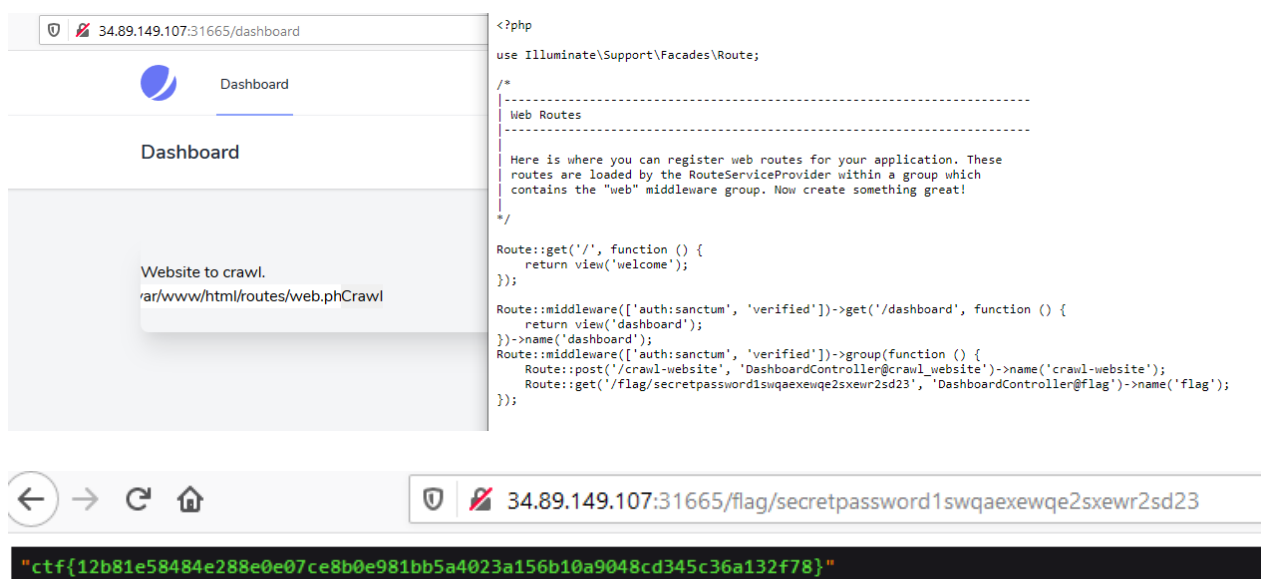 34.89.149.107:31665/dashboard
Dashboard
Dashboard
Website to crawl.
var/www/html/routes/web.phCrawl
<?php
use Illuminate\Support\Facades\Route;
/*
|--------------------------------------------------------------------------
| Web Routes
|--------------------------------------------------------------------------
|
| Here is where you can register web routes for your application. These
| routes are loaded by the RouteServiceProvider within a group which
| contains the "web" middleware group. Now create something great!
|
*/
Route::get('/', function () {
    return view('welcome');
});
Route::middleware(['auth:sanctum', 'verified'])->get('/dashboard', function () {
    return view('dashboard');
})->name('dashboard');
Route::middleware(['auth:sanctum', 'verified'])->group(function () {
    Route::post('/crawl-website', 'DashboardController@crawl_website')->name('crawl-website');
    Route::get('/flag/secretpassword1swqaexewqe2sxewr2sd23', 'DashboardController@flag')->name('flag');
});
34.89.149.107:31665/flag/secretpassword1swqaexewqe2sxewr2sd23
"ctf{12b81e58484e288e0e07ce8b0e981bb5a4023a156b10a9048cd345c36a132f78}"